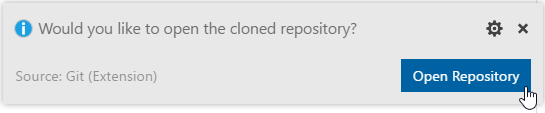 Would you like to open the cloned repository?
Source: Git (Extension)
Open Repository